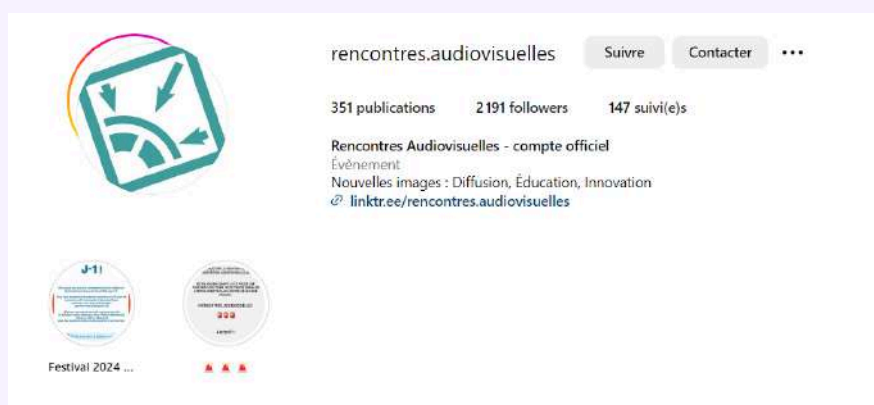 rencontres.audiovisuelles Suivre Contacter •••
351 publications 2 191 followers 147 suivi(e)s
Rencontres Audiovisuelles - compte officiel
Évènement
Nouvelles images : Diffusion, Éducation, Innovation
linktr.ee/rencontres.audiovisuelles
J-1 !
Festival 2024 ...